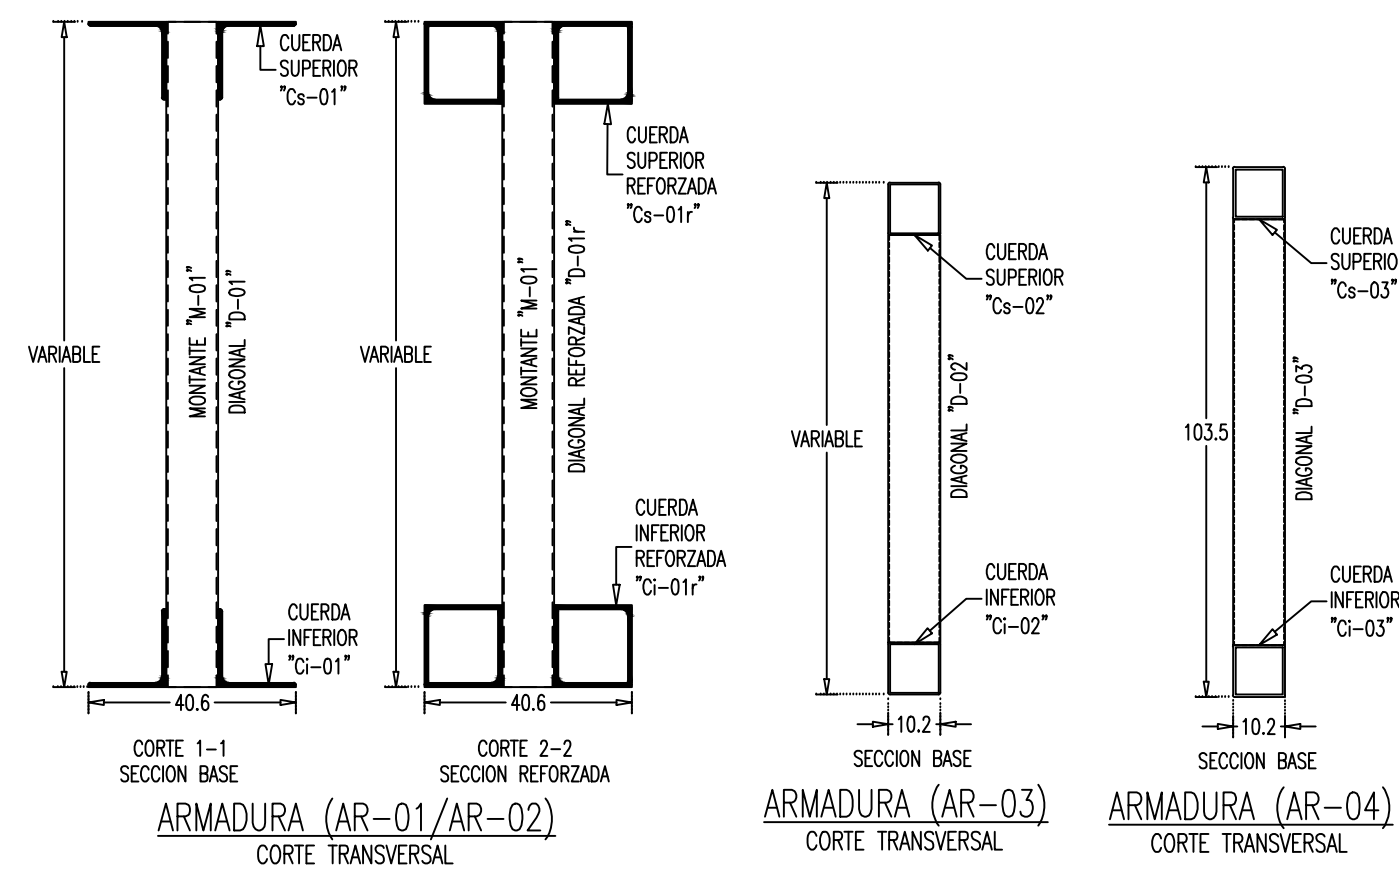 CUERDA
SUPERIOR
"Cs-01"
VARIABLE
MONTANTE "M-01"
DIAGONAL "D-01"
CUERDA
INFERIOR
"Ci-01"
40.6
CORTE 1-1
SECCION BASE
CUERDA
SUPERIOR
REFORZADA
"Cs-01r"
VARIABLE
MONTANTE "M-01"
DIAGONAL REFORZADA "D-01r"
CUERDA
INFERIOR
REFORZADA
"Ci-01r"
40.6
CORTE 2-2
SECCION REFORZADA
ARMADURA (AR-01/AR-02)
CORTE TRANSVERSAL
CUERDA
SUPERIOR
"Cs-02"
VARIABLE
DIAGONAL "D-02"
CUERDA
INFERIOR
"Ci-02"
10.2
SECCION BASE
ARMADURA (AR-03)
CORTE TRANSVERSAL
CUERDA
SUPERIO
"Cs-03"
103.5
DIAGONAL "D-03"
CUERDA
INFERIOR
"Ci-03"
10.2
SECCION BASE
ARMADURA (AR-04)
CORTE TRANSVERSAL